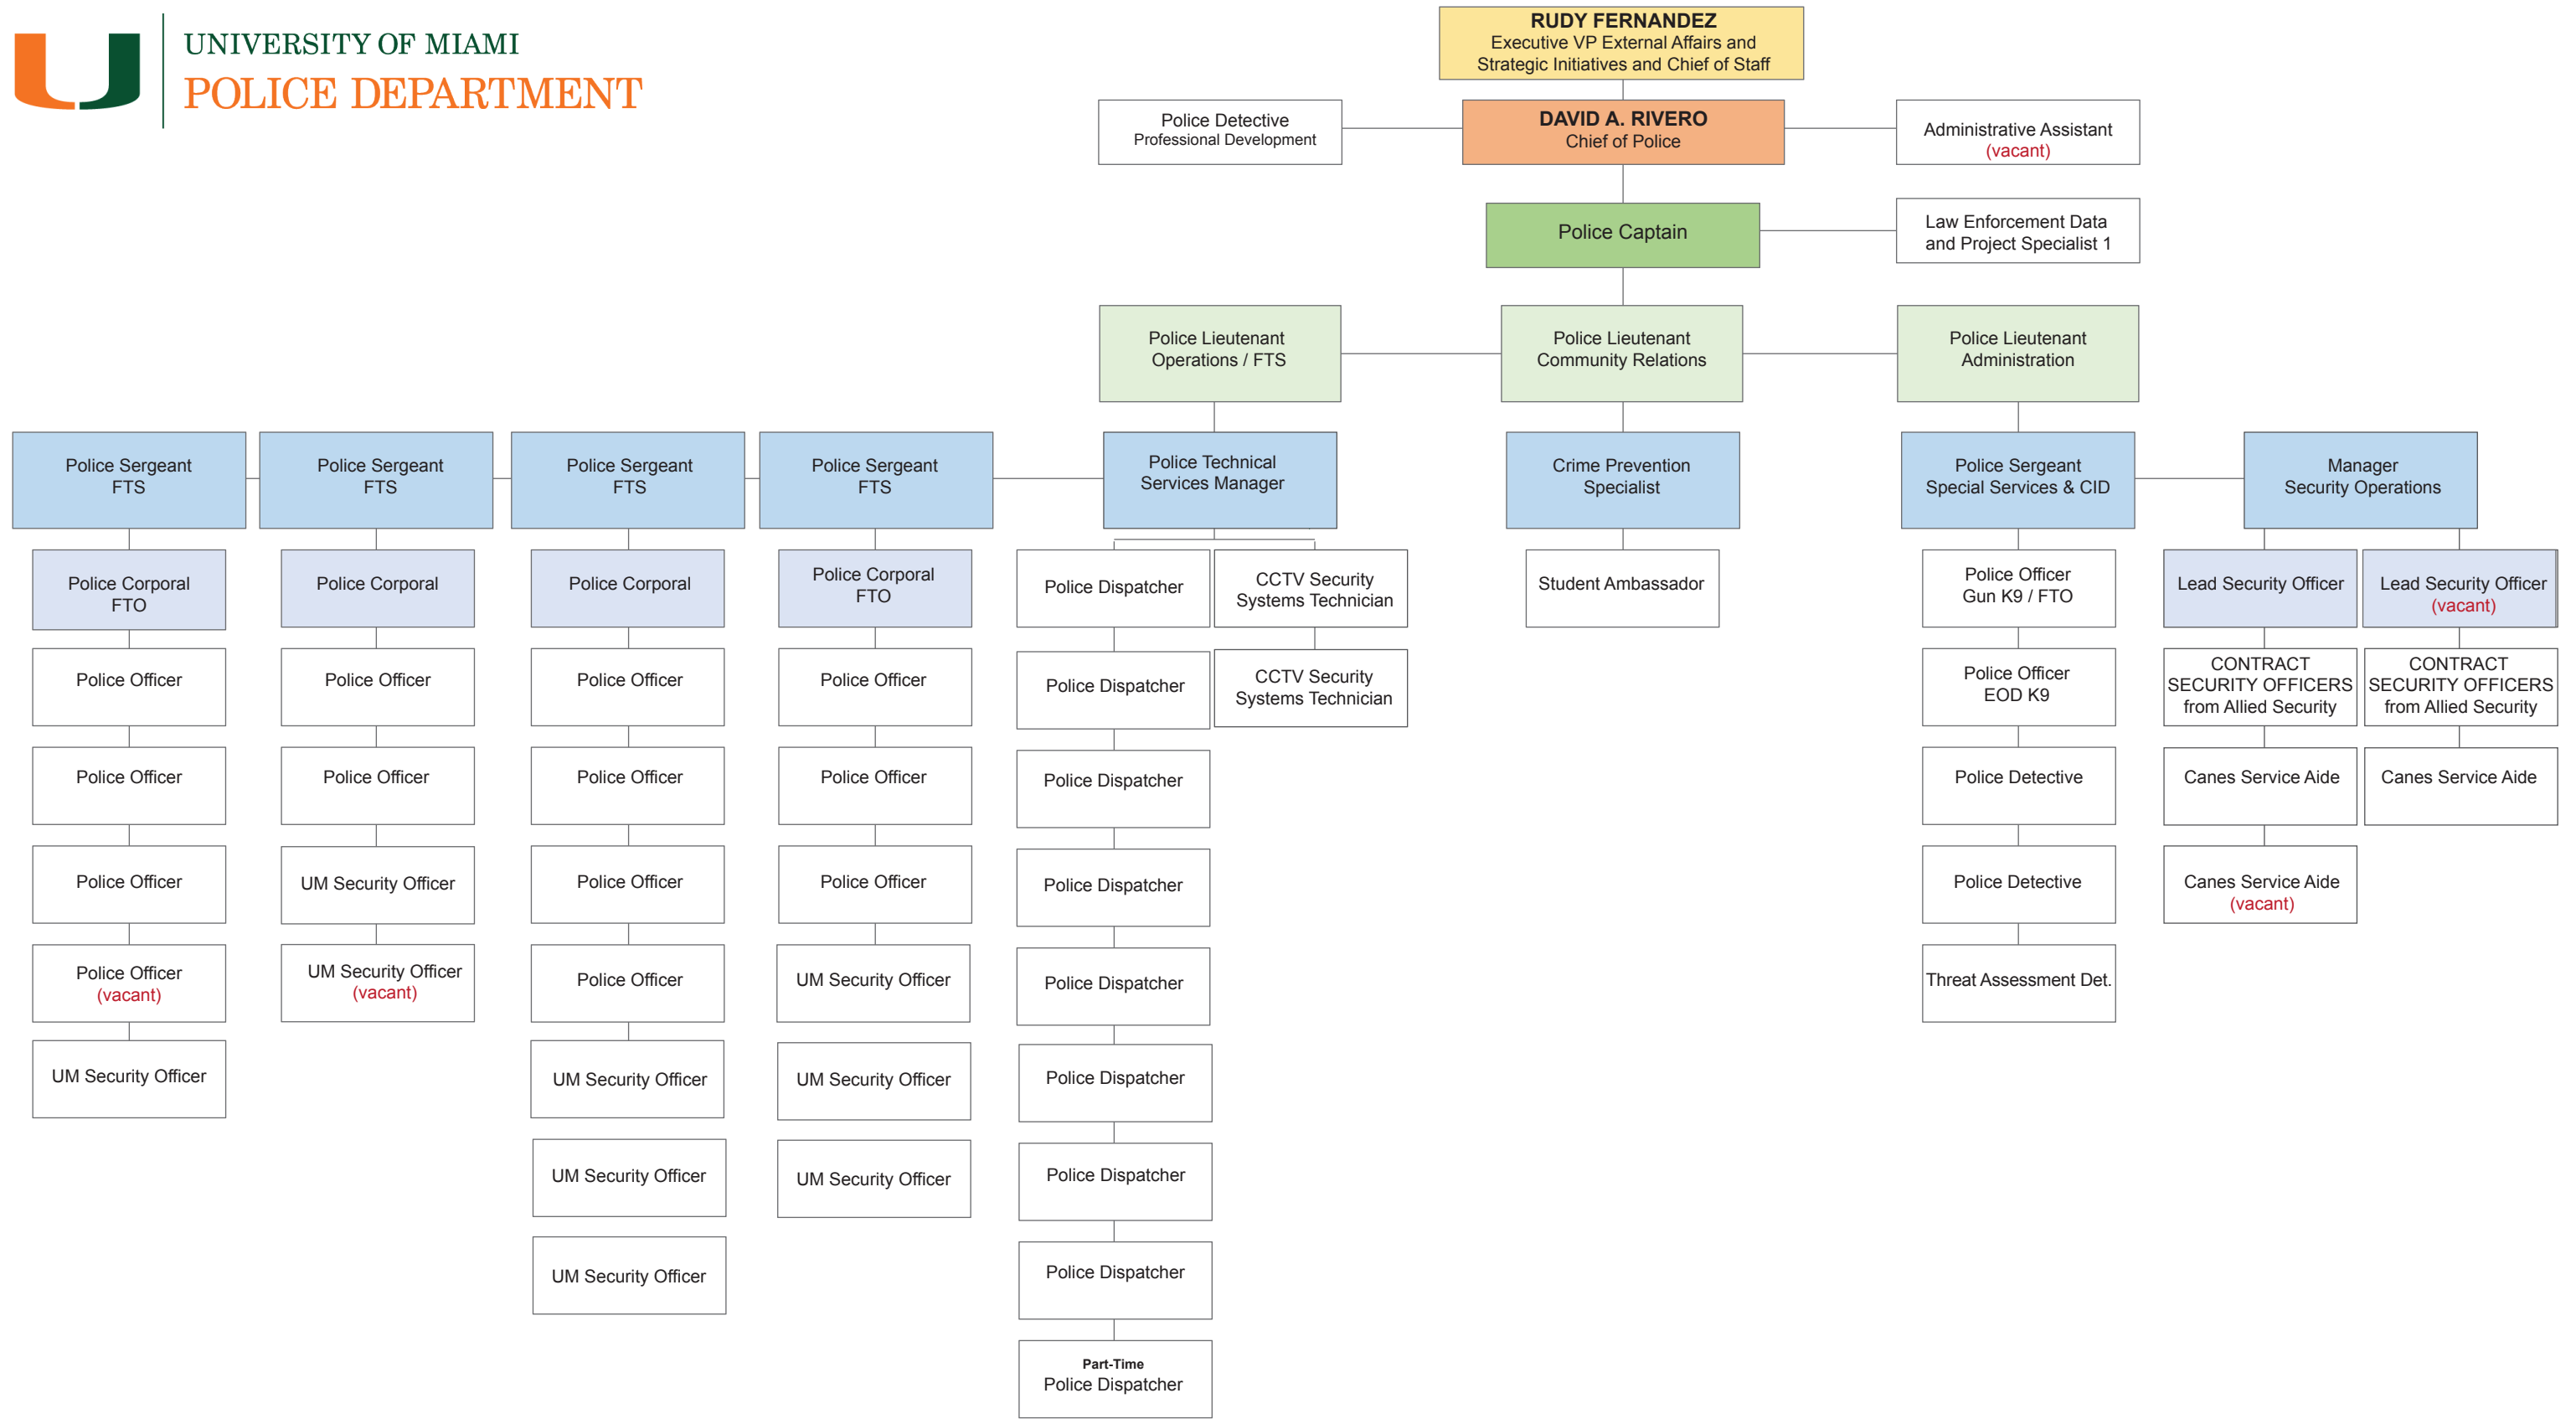 UNIVERSITY OF MIAMI
POLICE DEPARTMENT
RUDY FERNANDEZ
Executive VP External Affairs and
Strategic Initiatives and Chief of Staff
Police Detective
Professional Development
DAVID A. RIVERO
Chief of Police
Administrative Assistant
(vacant)
Police Captain
Law Enforcement Data
and Project Specialist 1
Police Lieutenant
Operations / FTS
Police Lieutenant
Community Relations
Police Lieutenant
Administration
Police Sergeant
FTS
Police Sergeant
FTS
Police Sergeant
FTS
Police Sergeant
FTS
Police Technical
Services Manager
Crime Prevention
Specialist
Police Sergeant
Special Services & CID
Manager
Security Operations
Police Corporal
FTO
Police Corporal
Police Corporal
Police Corporal
FTO
Police Dispatcher
CCTV Security
Systems Technician
Student Ambassador
Police Officer
Gun K9 / FTO
Lead Security Officer
Lead Security Officer
(vacant)
Police Officer
Police Officer
Police Officer
Police Officer
Police Dispatcher
CCTV Security
Systems Technician
Police Officer
EOD K9
CONTRACT
SECURITY OFFICERS
from Allied Security
CONTRACT
SECURITY OFFICERS
from Allied Security
Police Officer
Police Officer
Police Officer
Police Officer
Police Dispatcher
Police Detective
Canes Service Aide
Canes Service Aide
Police Officer
UM Security Officer
Police Officer
Police Officer
Police Dispatcher
Police Detective
Canes Service Aide
(vacant)
Police Officer
(vacant)
UM Security Officer
(vacant)
Police Officer
UM Security Officer
Police Dispatcher
Threat Assessment Det.
UM Security Officer
UM Security Officer
UM Security Officer
Police Dispatcher
UM Security Officer
UM Security Officer
Police Dispatcher
UM Security Officer
Police Dispatcher
Part-Time
Police Dispatcher